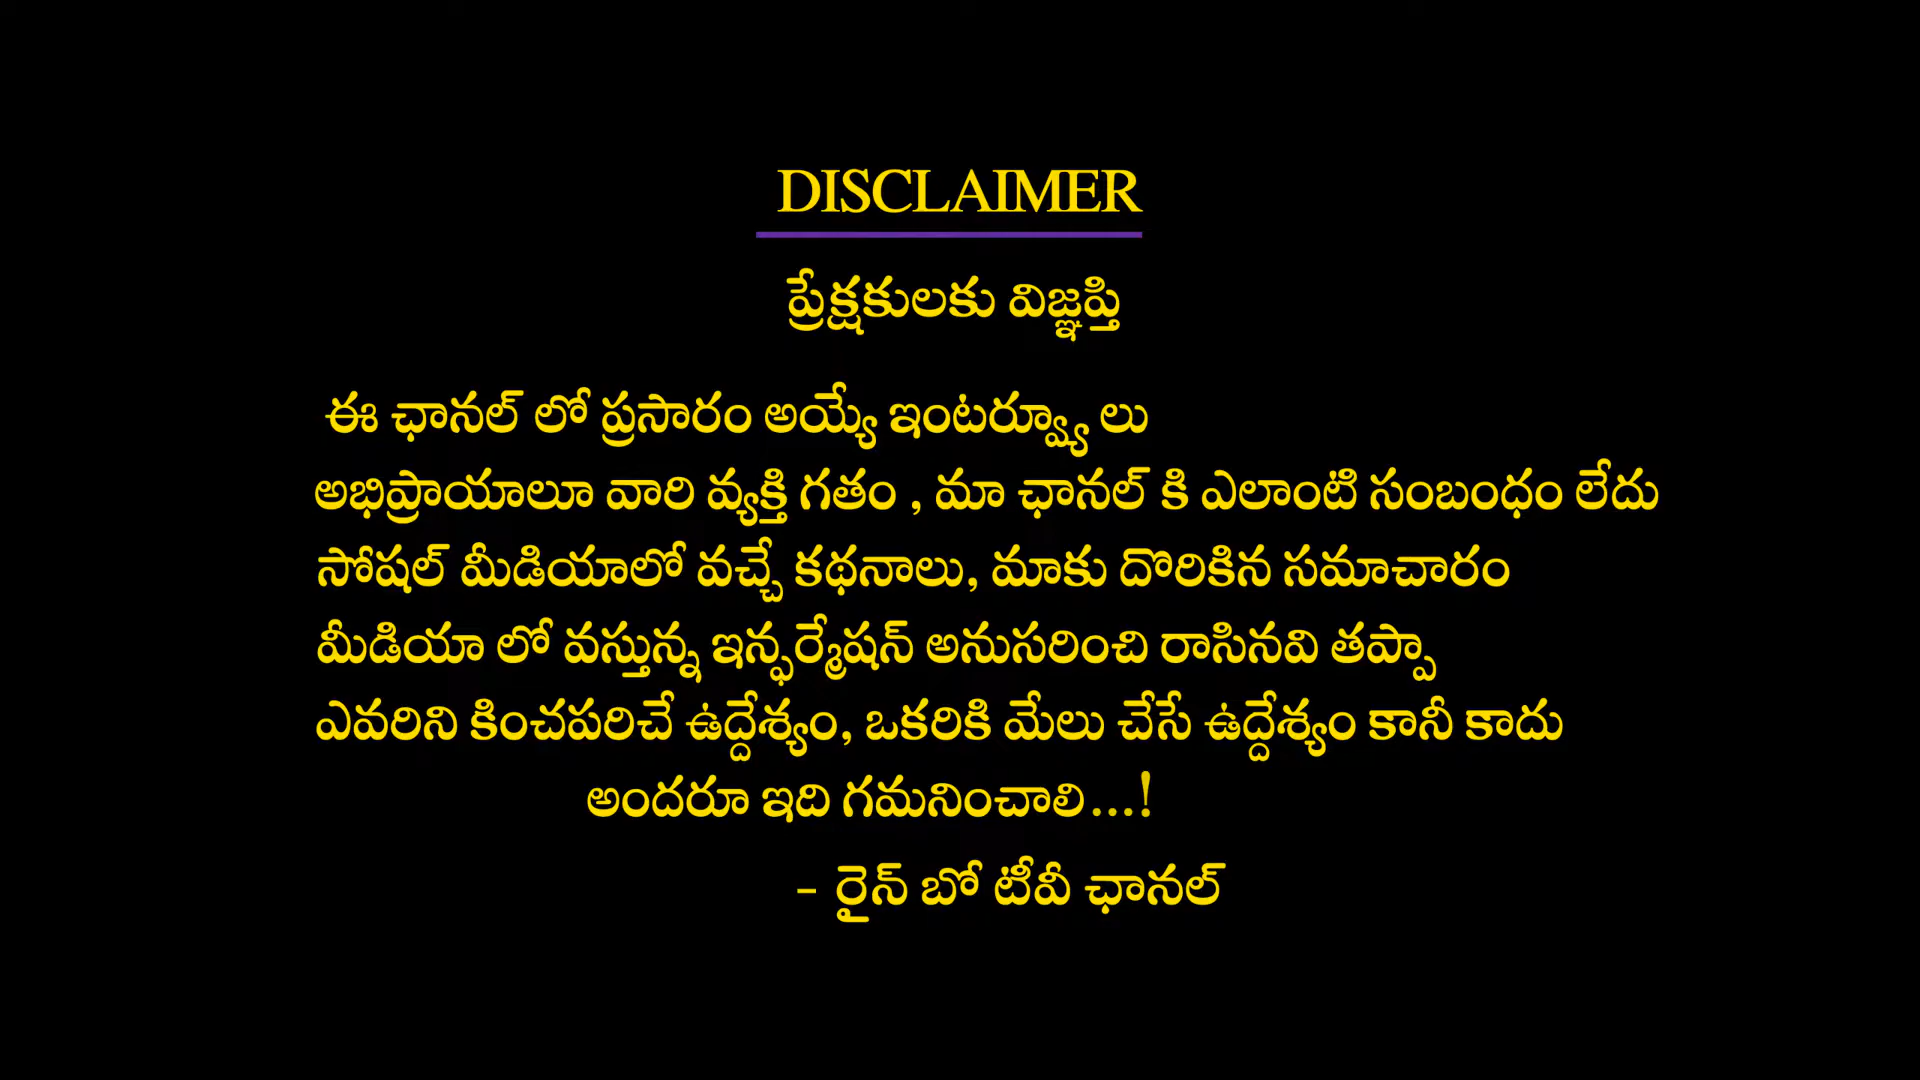 DISCLAIMER
ప్రేక్షకులకు విజ్ఞప్తి
ఈ ఛానల్ లో ప్రసారం అయ్యే ఇంటర్వ్యూ లు
అభిప్రాయాలూ వారి వ్యక్తి గతం , మా ఛానల్ కి ఎలాంటి సంబంధం లేదు
సోషల్ మీడియాలో వచ్చే కథనాలు, మాకు దొరికిన సమాచారం
మీడియా లో వస్తున్న ఇన్ఫర్మేషన్ అనుసరించి రాసినవి తప్పా
ఎవరిని కించపరిచే ఉద్దేశ్యం, ఒకరికి మేలు చేసే ఉద్దేశ్యం కానీ కాదు
అందరూ ఇది గమనించాలి...!
- రైన్ బో టీవీ ఛానల్